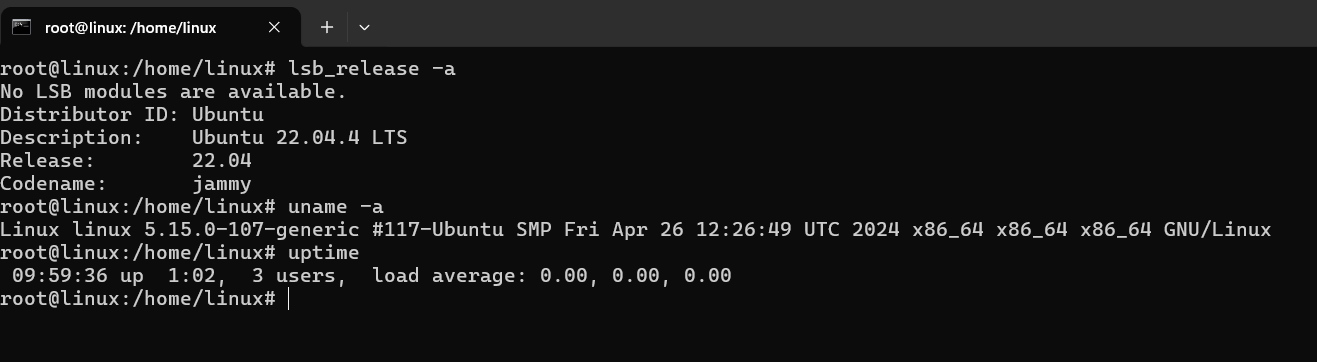 root@linux: /home/linux
root@linux:/home/linux# lsb_release -a
No LSB modules are available.
Distributor ID: Ubuntu
Description:    Ubuntu 22.04.4 LTS
Release:        22.04
Codename:       jammy
root@linux:/home/linux# uname -a
Linux linux 5.15.0-107-generic #117-Ubuntu SMP Fri Apr 26 12:26:49 UTC 2024 x86_64 x86_64 x86_64 GNU/Linux
root@linux:/home/linux# uptime
 09:59:36 up  1:02,  3 users,  load average: 0.00, 0.00, 0.00
root@linux:/home/linux#